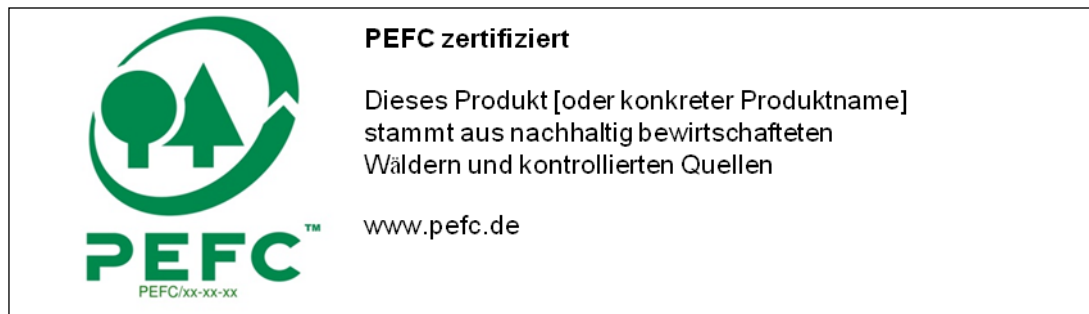 PEFC zertifiziert
Dieses Produkt [oder konkreter Produktname]
stammt aus nachhaltig bewirtschafteten
Wäldern und kontrollierten Quellen
www.pefc.de
PEFC™
PEFC/xx-xx-xx